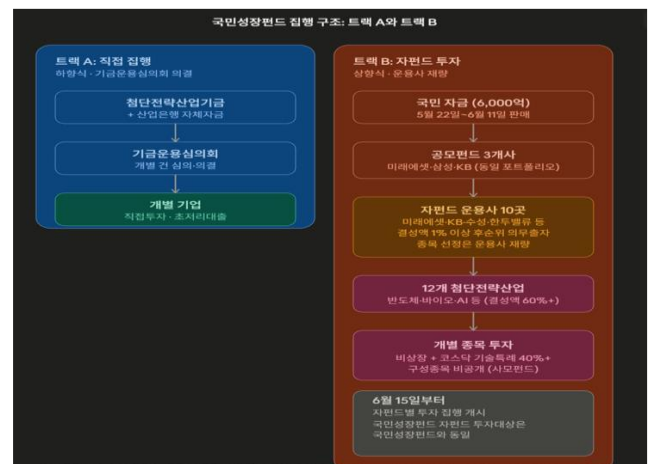 국민성장펀드 집행 구조: 트랙 A와 트랙 B
트랙 A: 직접 집행
하향식 · 기금운용심의회 의결
첨단전략산업기금
+ 산업은행 자체자금
기금운용심의회
개별 건 심의·의결
개별 기업
직접투자 · 초저리대출
트랙 B: 자펀드 투자
상향식 · 운용사 재량
국민 자금 (6,000억)
5월 22일~6월 11일 판매
공모펀드 3개사
미래에셋·삼성·KB (동일 포트폴리오)
자펀드 운용사 10곳
미래에셋·KB·수성·한투밸류 등
결성액 1% 이상 후순위 의무출자
종목 선정은 운용사 재량
12개 첨단전략산업
반도체·바이오·AI 등 (결성액 60%+)
개별 종목 투자
비상장 + 코스닥 기술특례 40%+
구성종목 비공개 (사모펀드)
6월 15일부터
자펀드별 투자 집행 개시
국민성장펀드 자펀드 투자대상은
국민성장펀드와 동일